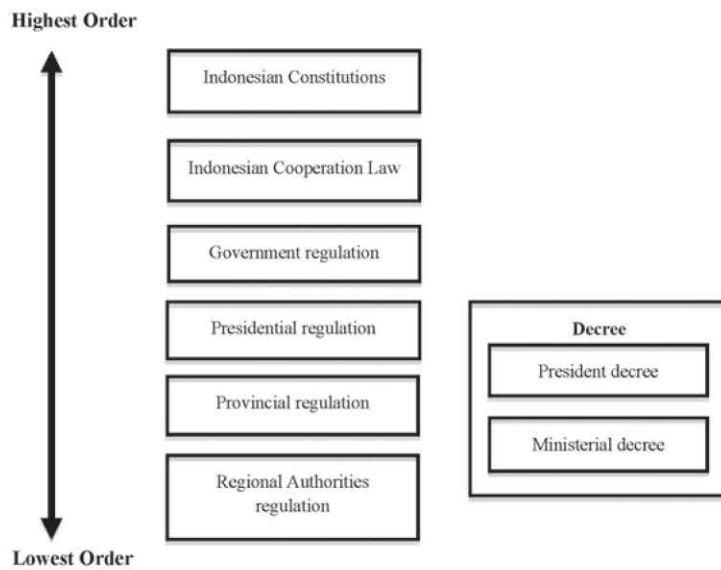 Highest Order
Indonesian Constitutions
Indonesian Cooperation Law
Government regulation
Presidential regulation
Provincial regulation
Regional Authorities
regulation
Lowest Order
Decree
President decree
Ministerial decree